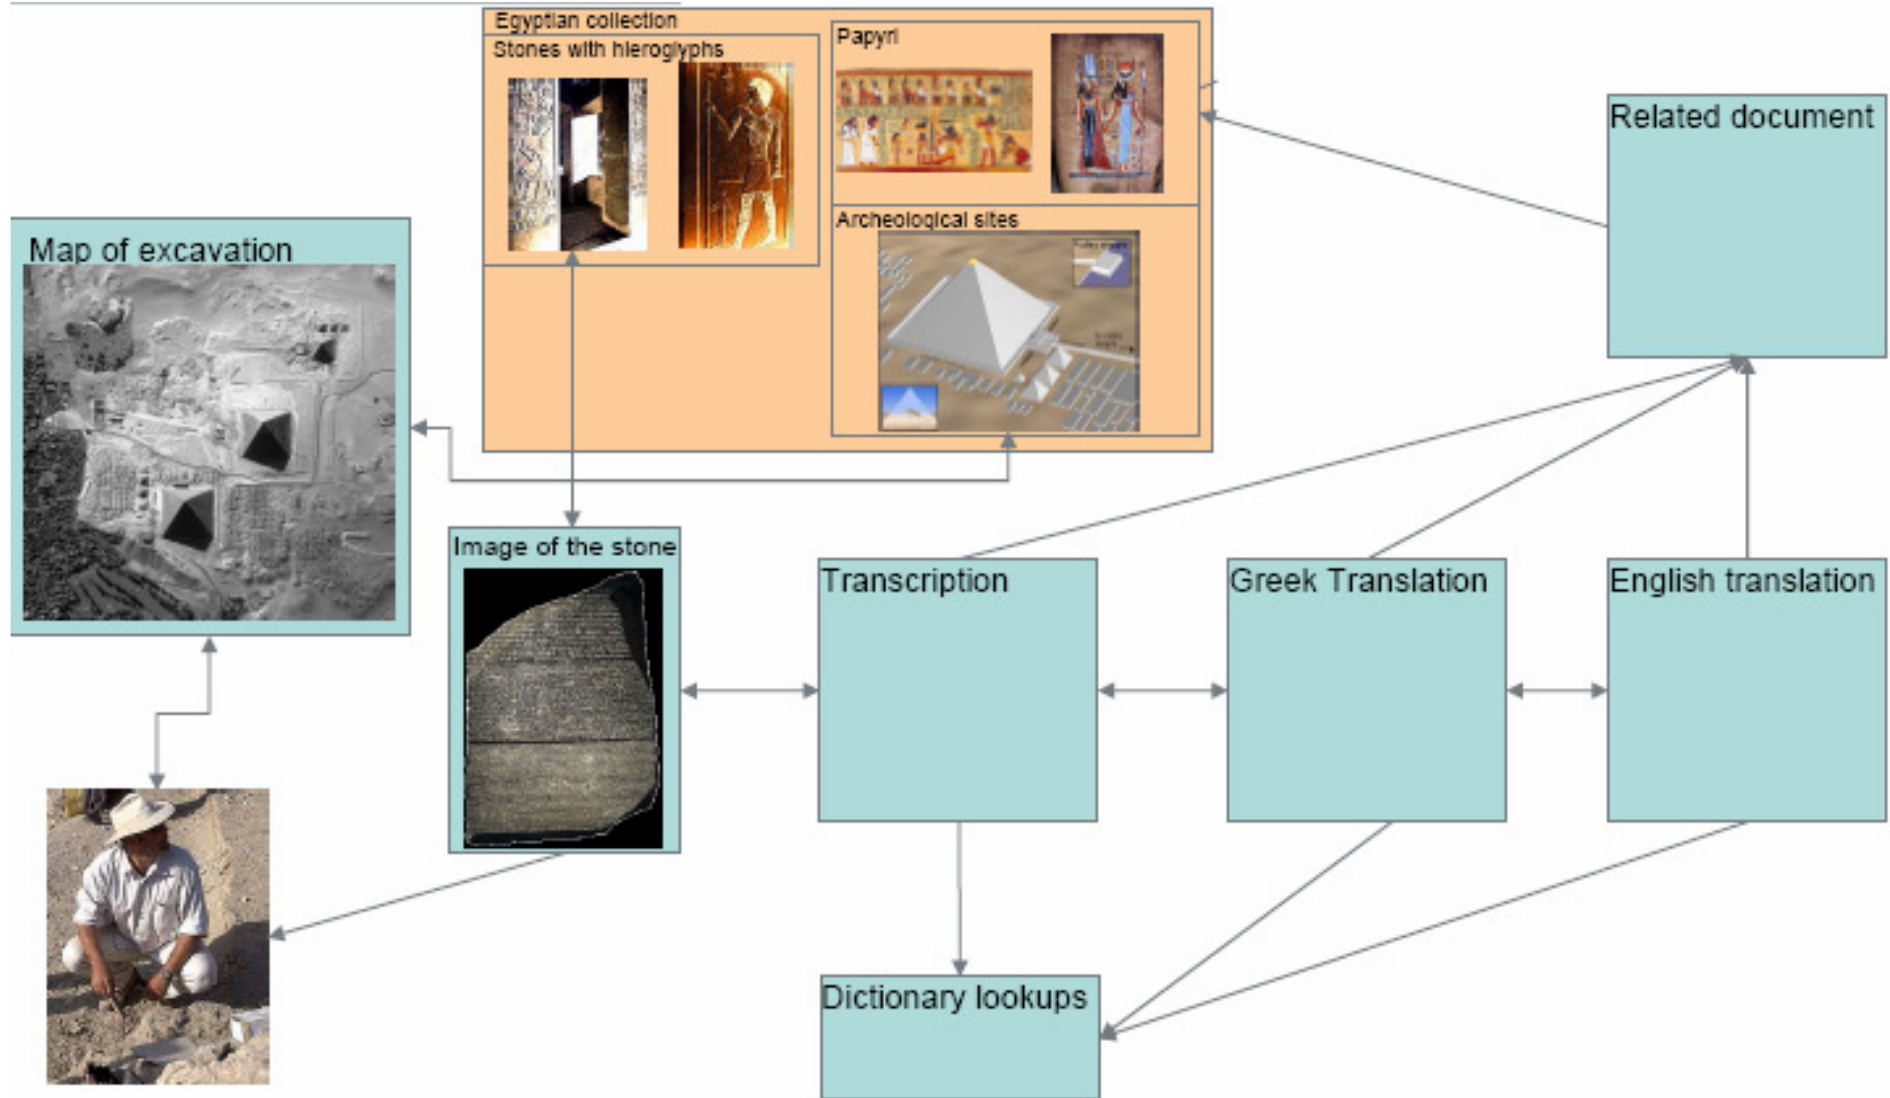 Egyptian collection
Stones with hieroglyphs
Papyri
Archeological sites
Related document
Map of excavation
Image of the stone
Transcription
Greek Translation
English translation
Dictionary lookups